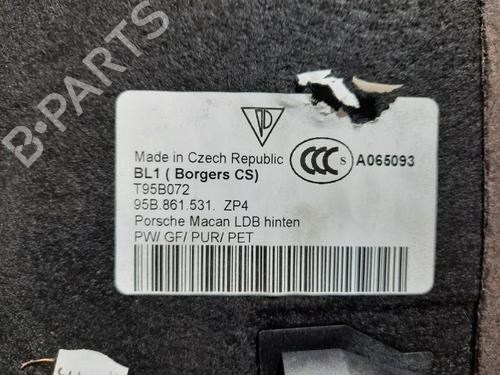 B-PARTS
Made in Czech Republic
CCC S A065093
BL1 ( Borgers CS)
T95B072
95B.861.531. ZP4
Porsche Macan LDB hinten
PW/ GF/ PUR/ PET